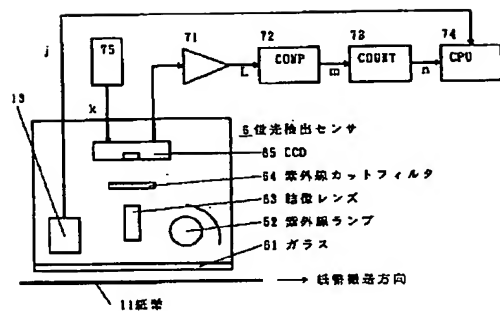 j
75
71
72
73
74
COMP
COUNT
CPU
L
m
n
k
13
6 蛍光検出センサ
65 CCD
64 紫外線カットフィルタ
63 結像レンズ
62 紫外線ランプ
61 ガラス
紙幣搬送方向
11 紙幣